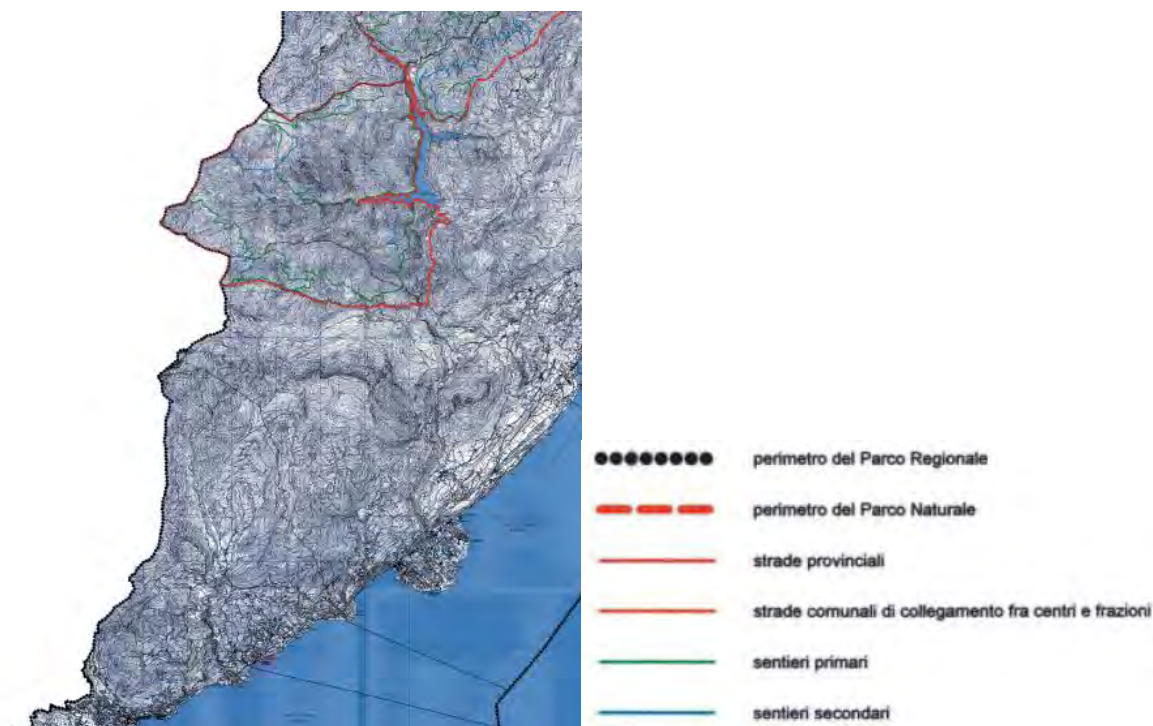 perimetro del Parco Regionale
perimetro del Parco Naturale
strade provinciali
strade comunali di collegamento fra centri e frazioni
sentieri primari
sentieri secondari